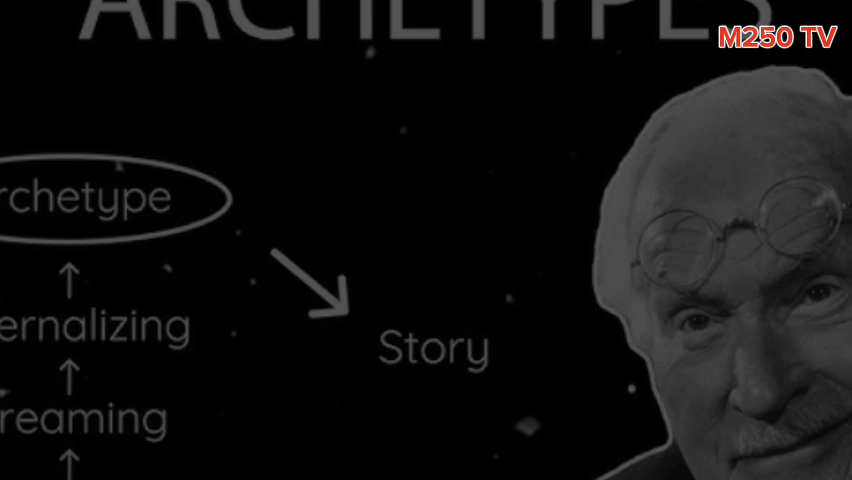 ARCHETYPES
M250 TV
rchetype
ernalizing
Story
reaming